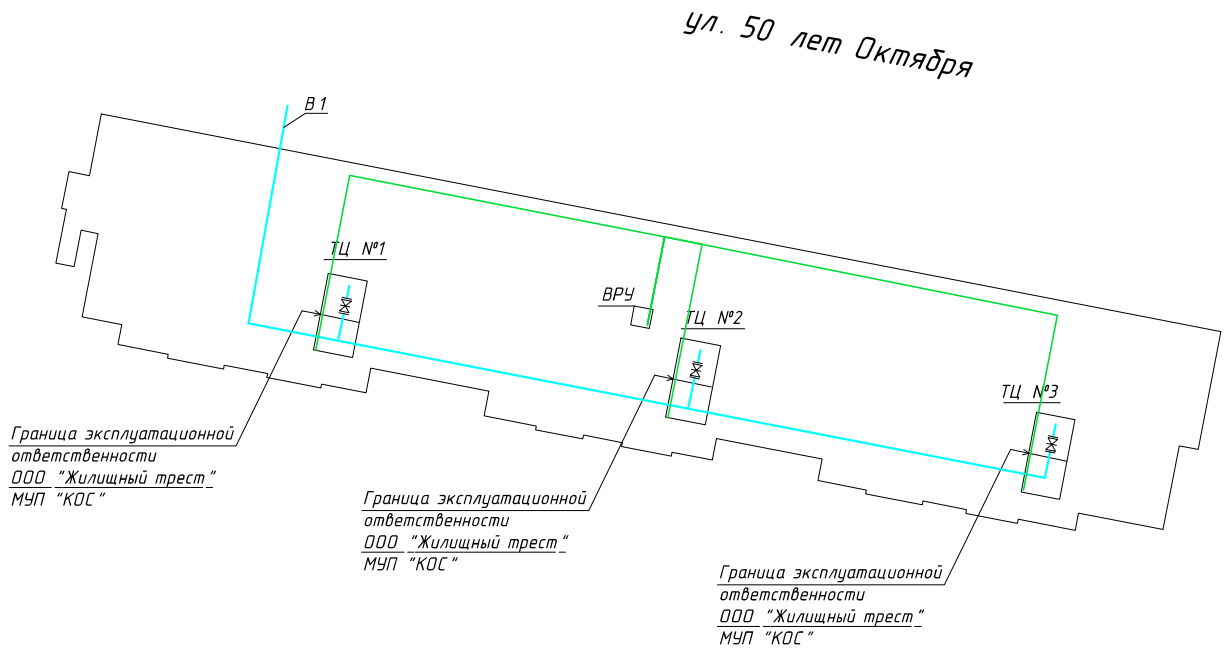 ул. 50 лет Октября
В1
ТЦ №1
ВРУ
ТЦ №2
ТЦ №3
Граница эксплуатационной
ответственности
ООО "Жилищный трест"
МУП "КОС"
Граница эксплуатационной
ответственности
ООО "Жилищный трест"
МУП "КОС"
Граница эксплуатационной
ответственности
ООО "Жилищный трест"
МУП "КОС"